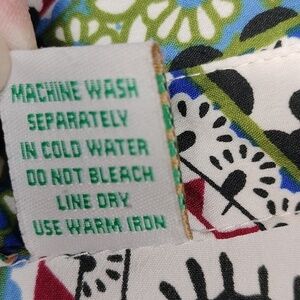 MACHINE WASH
SEPARATELY
IN COLD WATER
DO NOT BLEACH
LINE DRY
USE WARM IRON